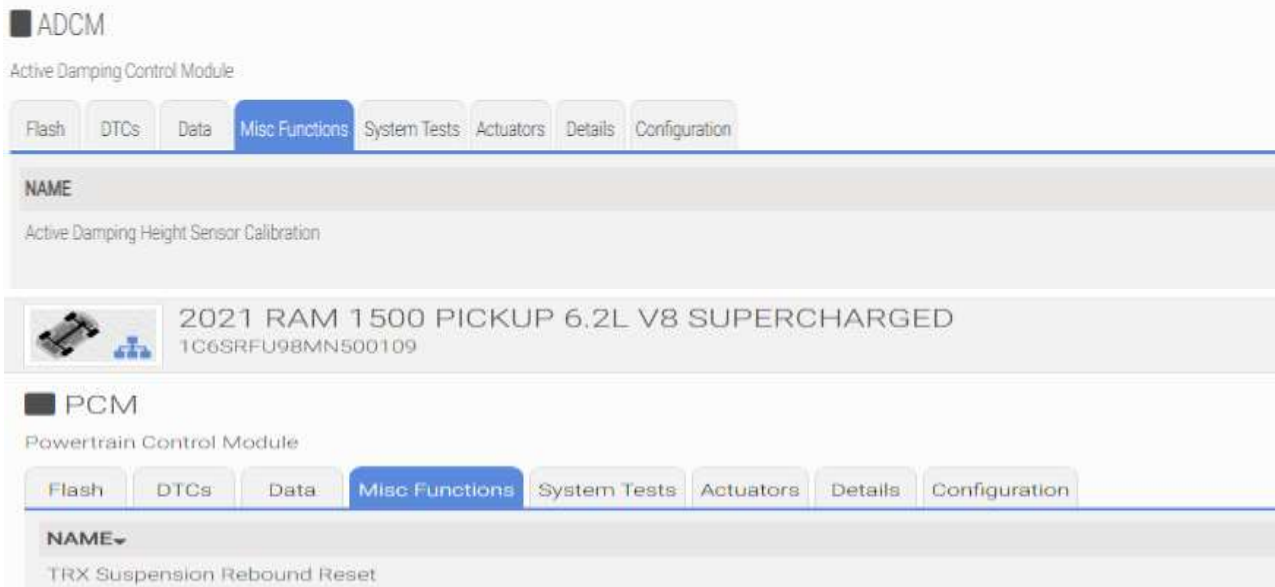 ADCM
Active Damping Control Module
Flash DTCs Data Misc Functions System Tests Actuators Details Configuration
NAME
Active Damping Height Sensor Calibration
2021 RAM 1500 PICKUP 6.2L V8 SUPERCHARGED
1C6SRFU98MN500109
PCM
Powertrain Control Module
Flash DTCs Data Misc Functions System Tests Actuators Details Configuration
NAME
TRX Suspension Rebound Reset